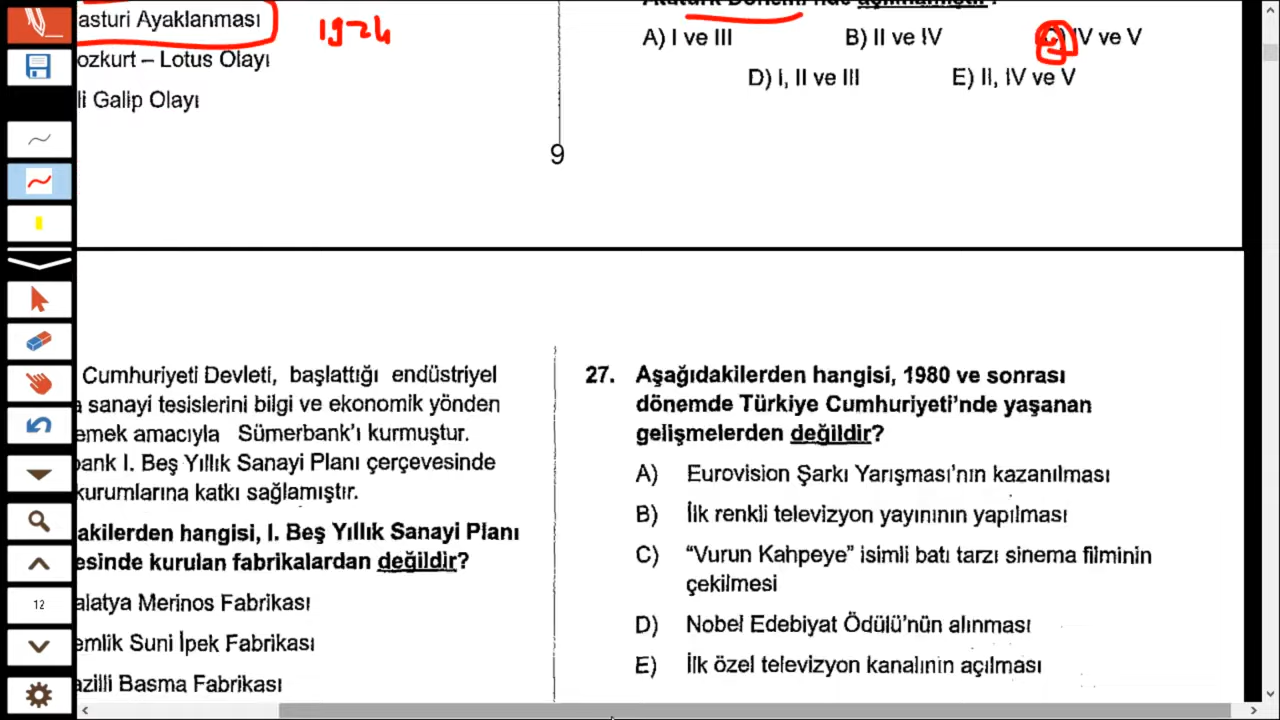 asturi Ayaklanması
1924
ozkurt – Lotus Olayı
li Galip Olayı
A) I ve III
B) II ve IV
C) IV ve V
D) I, II ve III
E) II, IV ve V
9
Cumhuriyeti Devleti, başlattığı endüstriyel
sanayi tesislerini bilgi ve ekonomik yönden
emek amacıyla Sümerbank'ı kurmuştur.
bank I. Beş Yıllık Sanayi Planı çerçevesinde
kurumlarına katkı sağlamıştır.
akilerden hangisi, I. Beş Yıllık Sanayi Planı
esinde kurulan fabrikalardan değildir?
alatya Merinos Fabrikası
emlik Suni İpek Fabrikası
azilli Basma Fabrikası
27. Aşağıdakilerden hangisi, 1980 ve sonrası
dönemde Türkiye Cumhuriyeti'nde yaşanan
gelişmelerden değildir?
A) Eurovision Şarkı Yarışması'nın kazanılması
B) İlk renkli televizyon yayınının yapılması
C) "Vurun Kahpeye" isimli batı tarzı sinema filminin
çekilmesi
D) Nobel Edebiyat Ödülü'nün alınması
E) İlk özel televizyon kanalının açılması
12